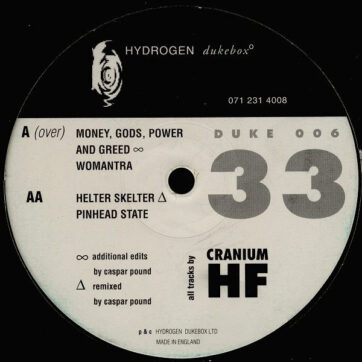 HYDROGEN dukebox°
071 231 4008
A (over) MONEY, GODS, POWER
AND GREED ∞
WOMANTRA
AA HELTER SKELTER Δ
PINHEAD STATE
DUKE 006
33
∞ additional edits
by caspar pound
Δ remixed
by caspar pound
all tracks by
CRANIUM
HF
p & c HYDROGEN DUKEBOX LTD
MADE IN ENGLAND